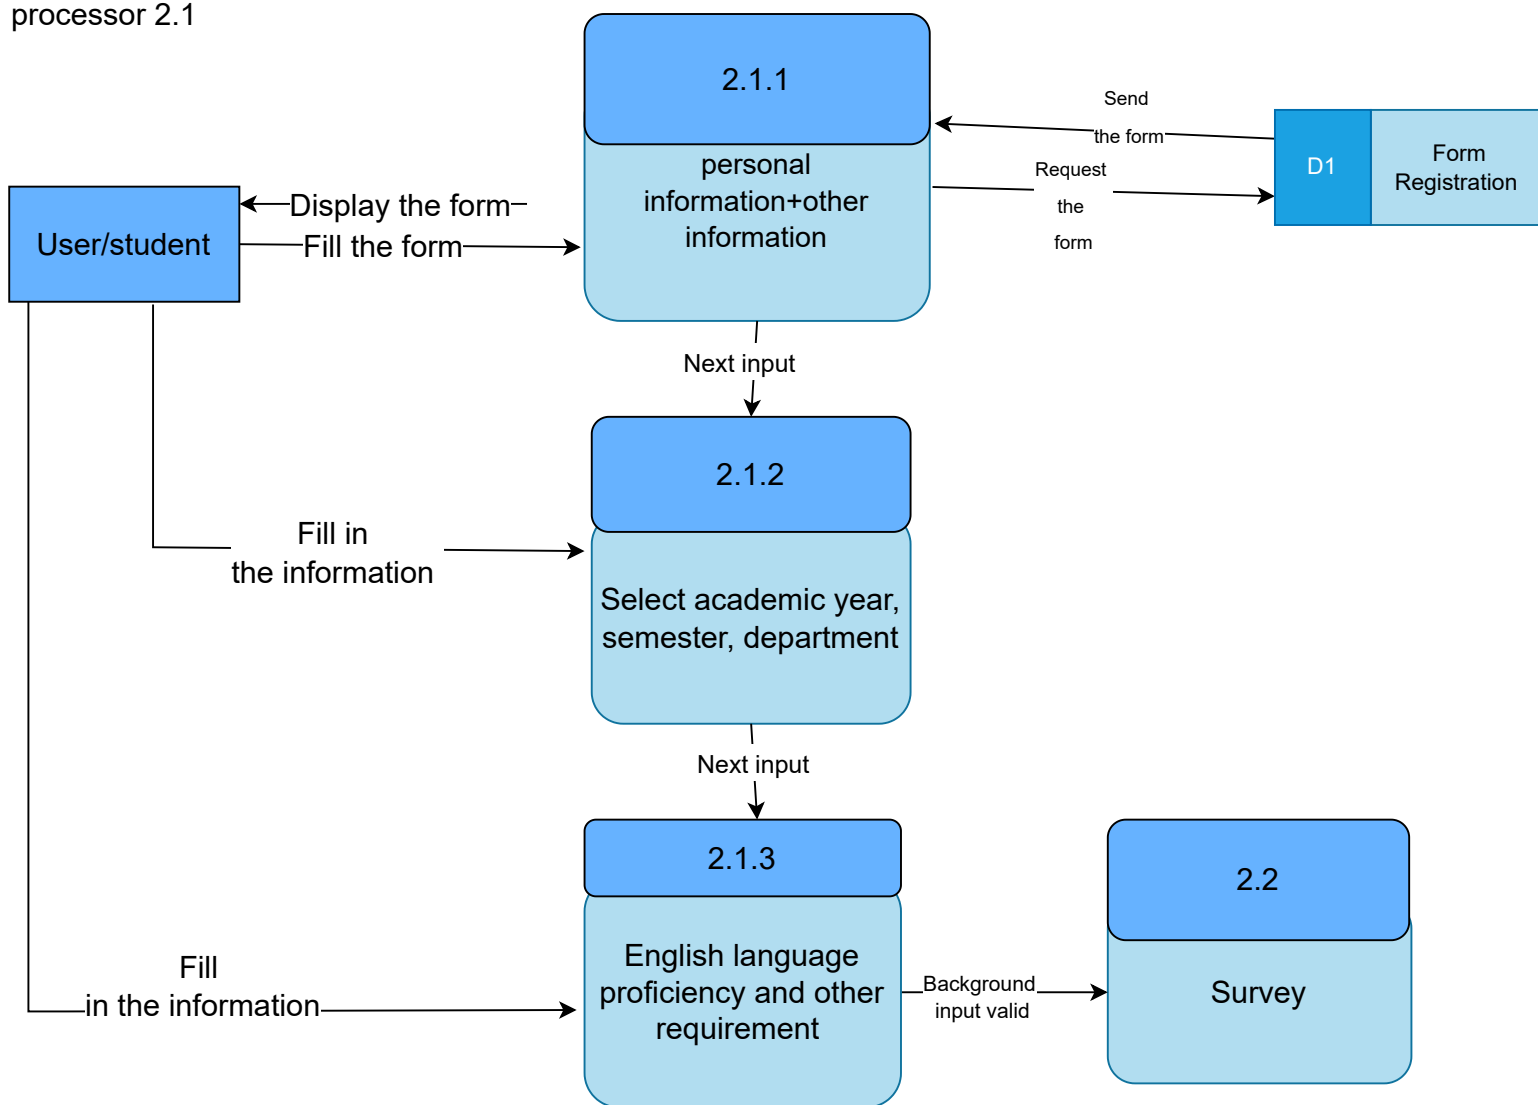 processor 2.1
2.1.1
personal
information+other
information
Send
the form
Request
the
form
D1
Form
Registration
User/student
Display the form
Fill the form
Next input
2.1.2
Select academic year,
semester, department
Fill in
the information
Next input
2.1.3
English language
proficiency and other
requirement
Fill
in the information
Background
input valid
2.2
Survey